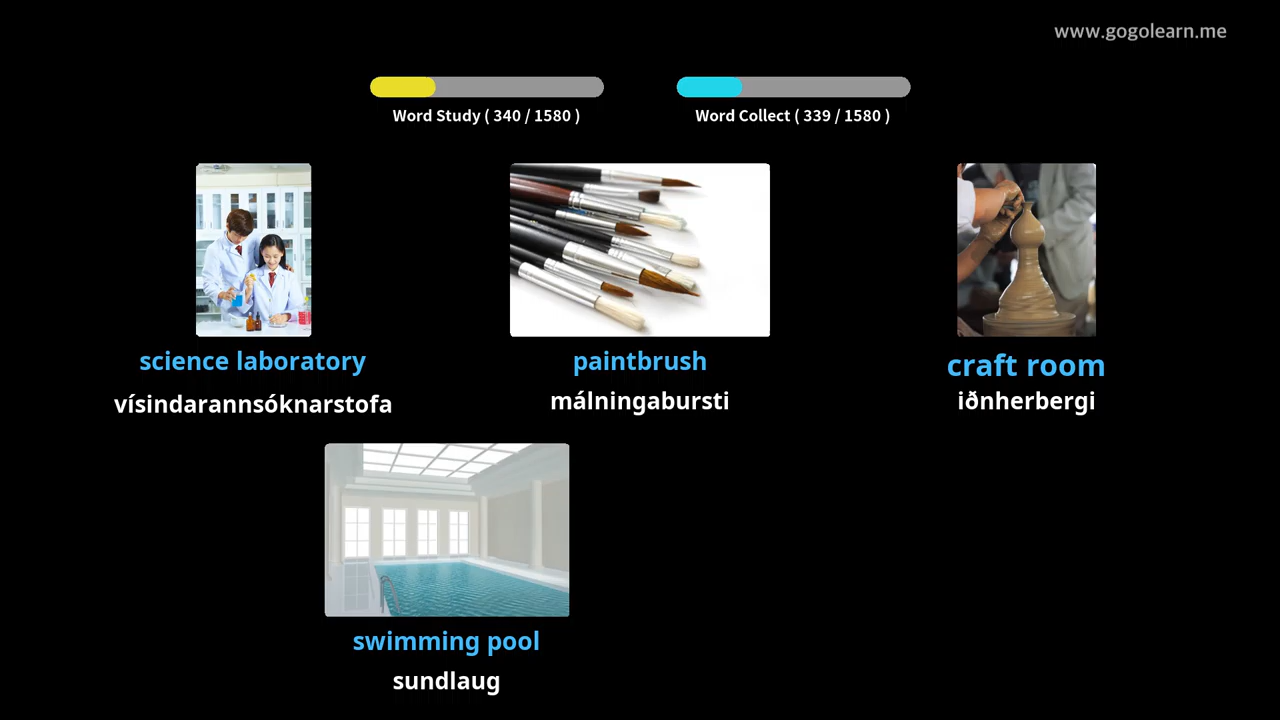 www.gogolearn.me
Word Study ( 340 / 1580 )
Word Collect ( 339 / 1580 )
science laboratory
vísindarannsóknarstofa
paintbrush
málningabursti
craft room
iðnherbergi
swimming pool
sundlaug